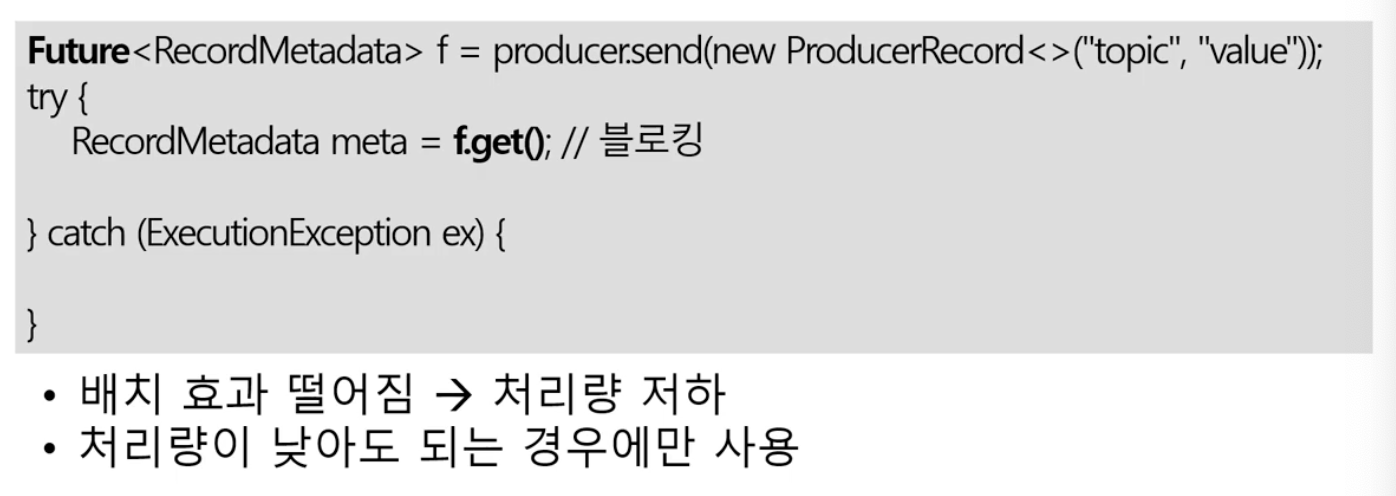 Future<RecordMetadata> f = producer.send(new ProducerRecord<>("topic", "value"));
try {
    RecordMetadata meta = f.get(); // 블로킹
} catch (ExecutionException ex) {
}
• 배치 효과 떨어짐 → 처리량 저하
• 처리량이 낮아도 되는 경우에만 사용